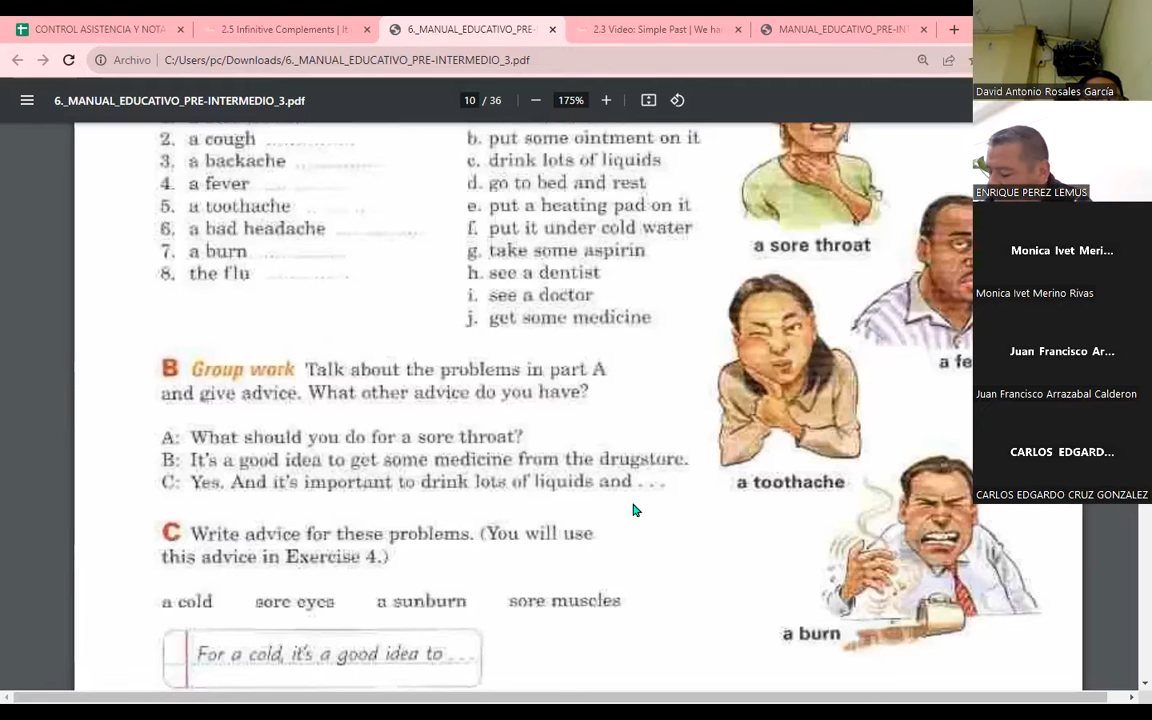 CONTROL ASISTENCIA Y NOTA
2.5 Infinitive Complements | It
6._MANUAL_EDUCATIVO_PRE-
2.3 Video: Simple Past | We ha
MANUAL_EDUCATIVO_PRE-INT
Archivo C:/Users/pc/Downloads/6._MANUAL_EDUCATIVO_PRE-INTERMEDIO_3.pdf
6._MANUAL_EDUCATIVO_PRE-INTERMEDIO_3.pdf 10 / 36 175%
2. a cough
3. a backache
4. a fever
5. a toothache
6. a bad headache
7. a burn
8. the flu
b. put some ointment on it
c. drink lots of liquids
d. go to bed and rest
e. put a heating pad on it
f. put it under cold water
g. take some aspirin
h. see a dentist
i. see a doctor
j. get some medicine
a sore throat
a fe
a toothache
a burn
B Group work Talk about the problems in part A
and give advice. What other advice do you have?
A: What should you do for a sore throat?
B: It's a good idea to get some medicine from the drugstore.
C: Yes. And it's important to drink lots of liquids and . . .
C Write advice for these problems. (You will use
this advice in Exercise 4.)
a cold sore eyes a sunburn sore muscles
For a cold, it's a good idea to . . .
David Antonio Rosales García
ENRIQUE PEREZ LEMUS
Monica Ivet Meri...
Monica Ivet Merino Rivas
Juan Francisco Ar...
Juan Francisco Arrazabal Calderon
CARLOS EDGARD...
CARLOS EDGARDO CRUZ GONZALEZ